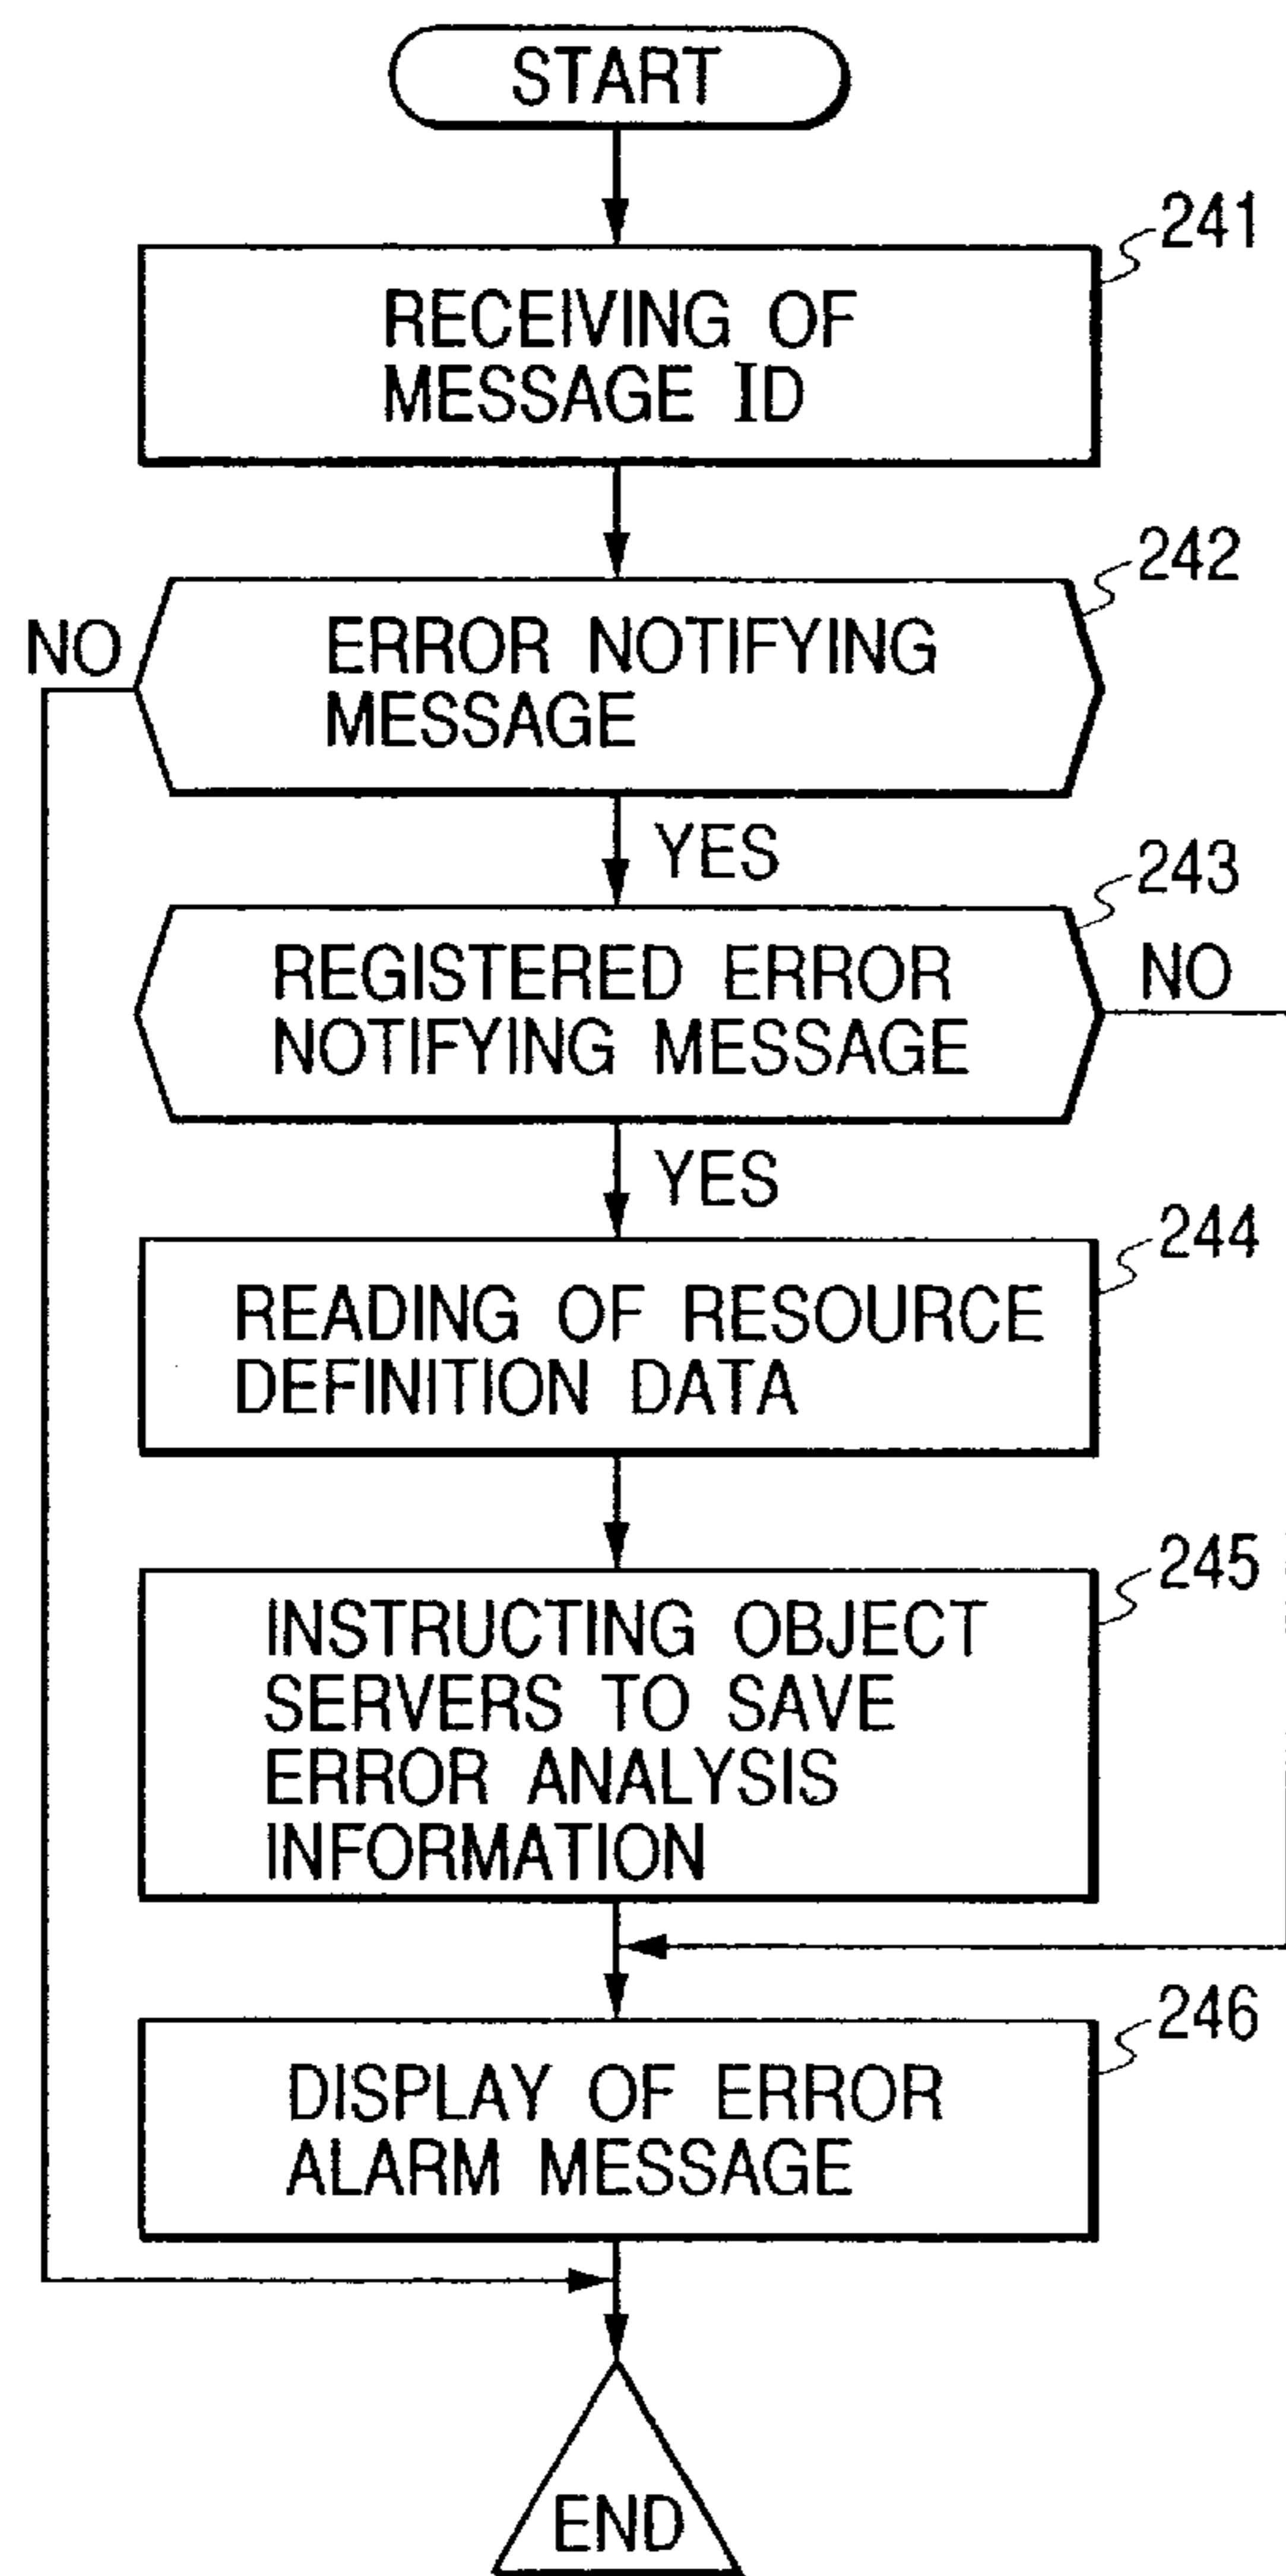 START
241
RECEIVING OF
MESSAGE ID
242
NO
ERROR NOTIFYING
MESSAGE
YES
243
REGISTERED ERROR
NOTIFYING MESSAGE
NO
YES
244
READING OF RESOURCE
DEFINITION DATA
245
INSTRUCTING OBJECT
SERVERS TO SAVE
ERROR ANALYSIS
INFORMATION
246
DISPLAY OF ERROR
ALARM MESSAGE
END